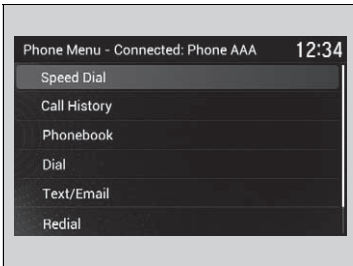 Phone Menu - Connected: Phone AAA 12:34
Speed Dial
Call History
Phonebook
Dial
Text/Email
Redial